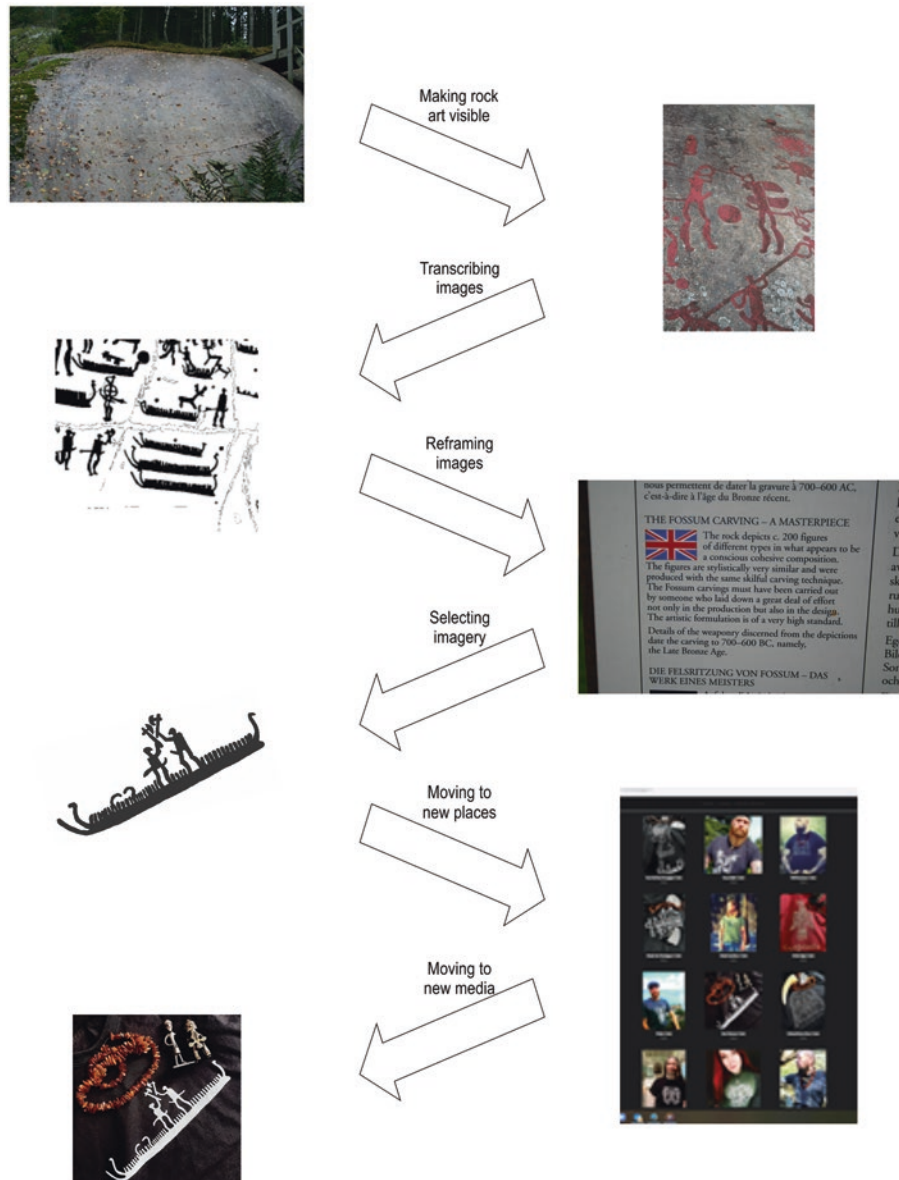 Making rock
art visible
Transcribing
images
Reframing
images
nous permettent de dater la gravure à 700–600 AC,
c'est-à-dire à l'âge du Bronze récent.
THE FOSSUM CARVING – A MASTERPIECE
The rock depicts c. 200 figures
of different types in what appears to be
a conscious cohesive composition.
The figures are stylistically very similar and were
produced with the same skilful carving technique.
The Fossum carvings must have been carried out
by someone who laid down a great deal of effort
not only in the production but also in the design.
The artistic formulation is of a very high standard.
Details of the weaponry discerned from the depictions
date the carving to 700–600 BC, namely,
the Late Bronze Age.
DIE FELSRITZUNG VON FOSSUM – DAS
WERK EINES MEISTERS
Selecting
imagery
Moving to
new places
Moving to
new media